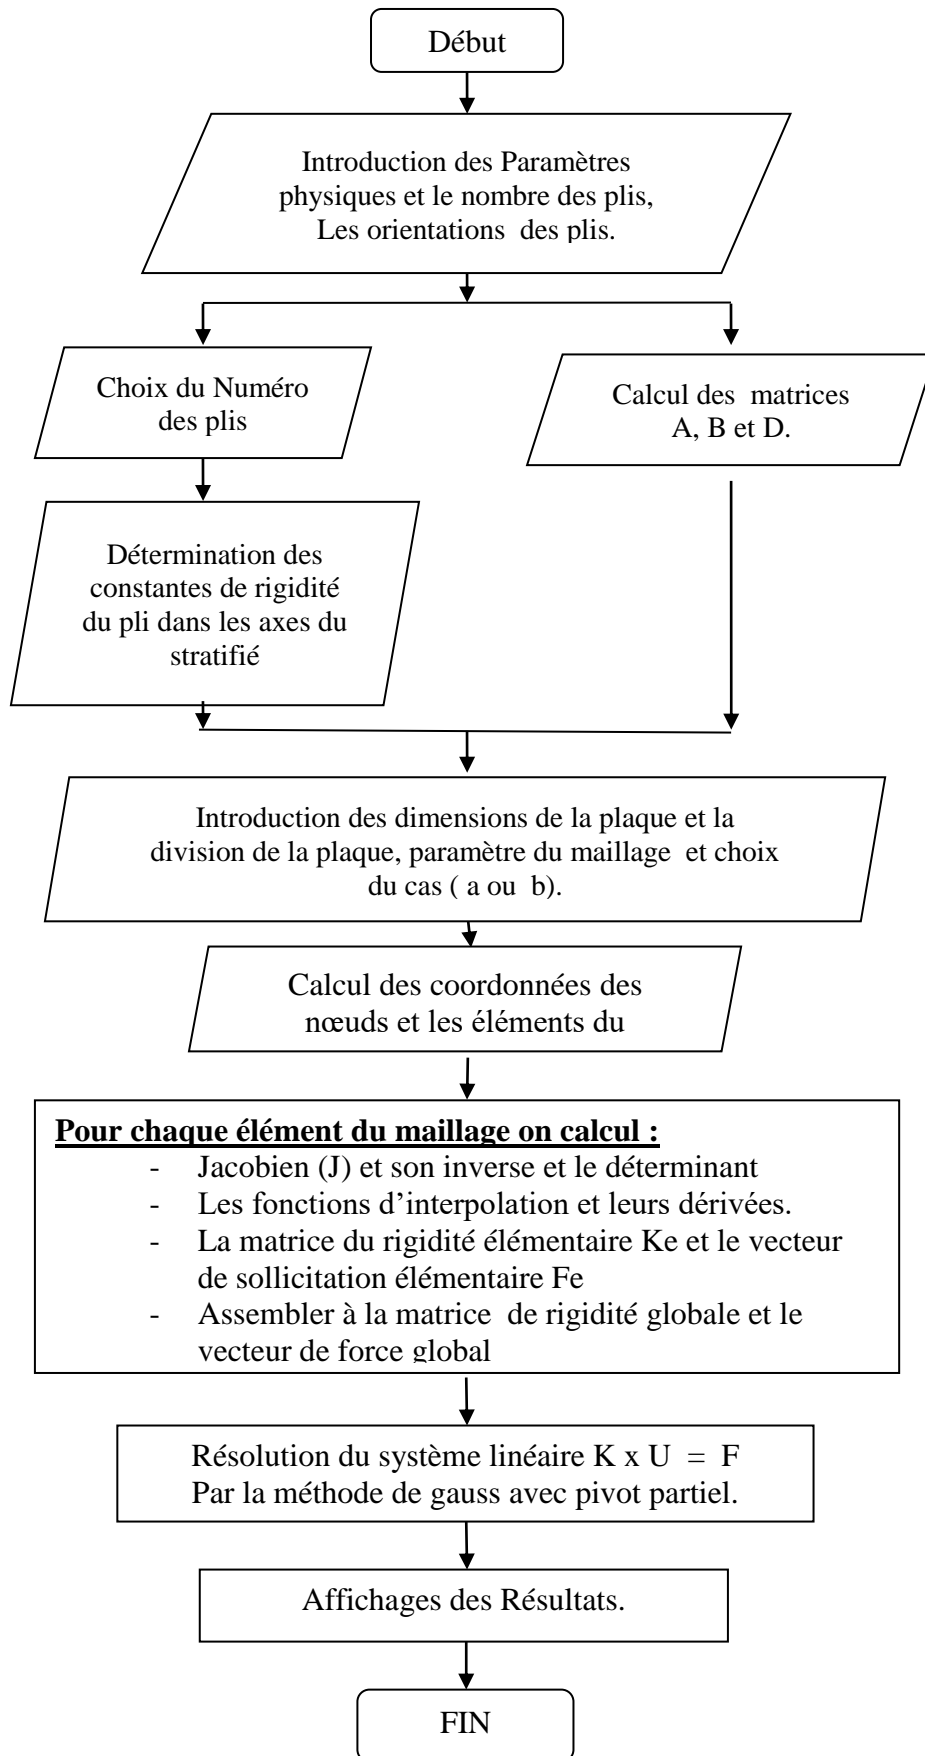 Début
Introduction des Paramètres
physiques et le nombre des plis,
Les orientations des plis.
Choix du Numéro
des plis
Calcul des matrices
A, B et D.
Détermination des
constantes de rigidité
du pli dans les axes du
stratifié
Introduction des dimensions de la plaque et la
division de la plaque, paramètre du maillage et choix
du cas ( a ou b).
Calcul des coordonnées des
nœuds et les éléments du
Pour chaque élément du maillage on calcul :
- Jacobien (J) et son inverse et le déterminant
- Les fonctions d’interpolation et leurs dérivées.
- La matrice du rigidité élémentaire Ke et le vecteur
de sollicitation élémentaire Fe
- Assembler à la matrice de rigidité globale et le
vecteur de force global
Résolution du système linéaire K x U = F
Par la méthode de gauss avec pivot partiel.
Affichages des Résultats.
FIN